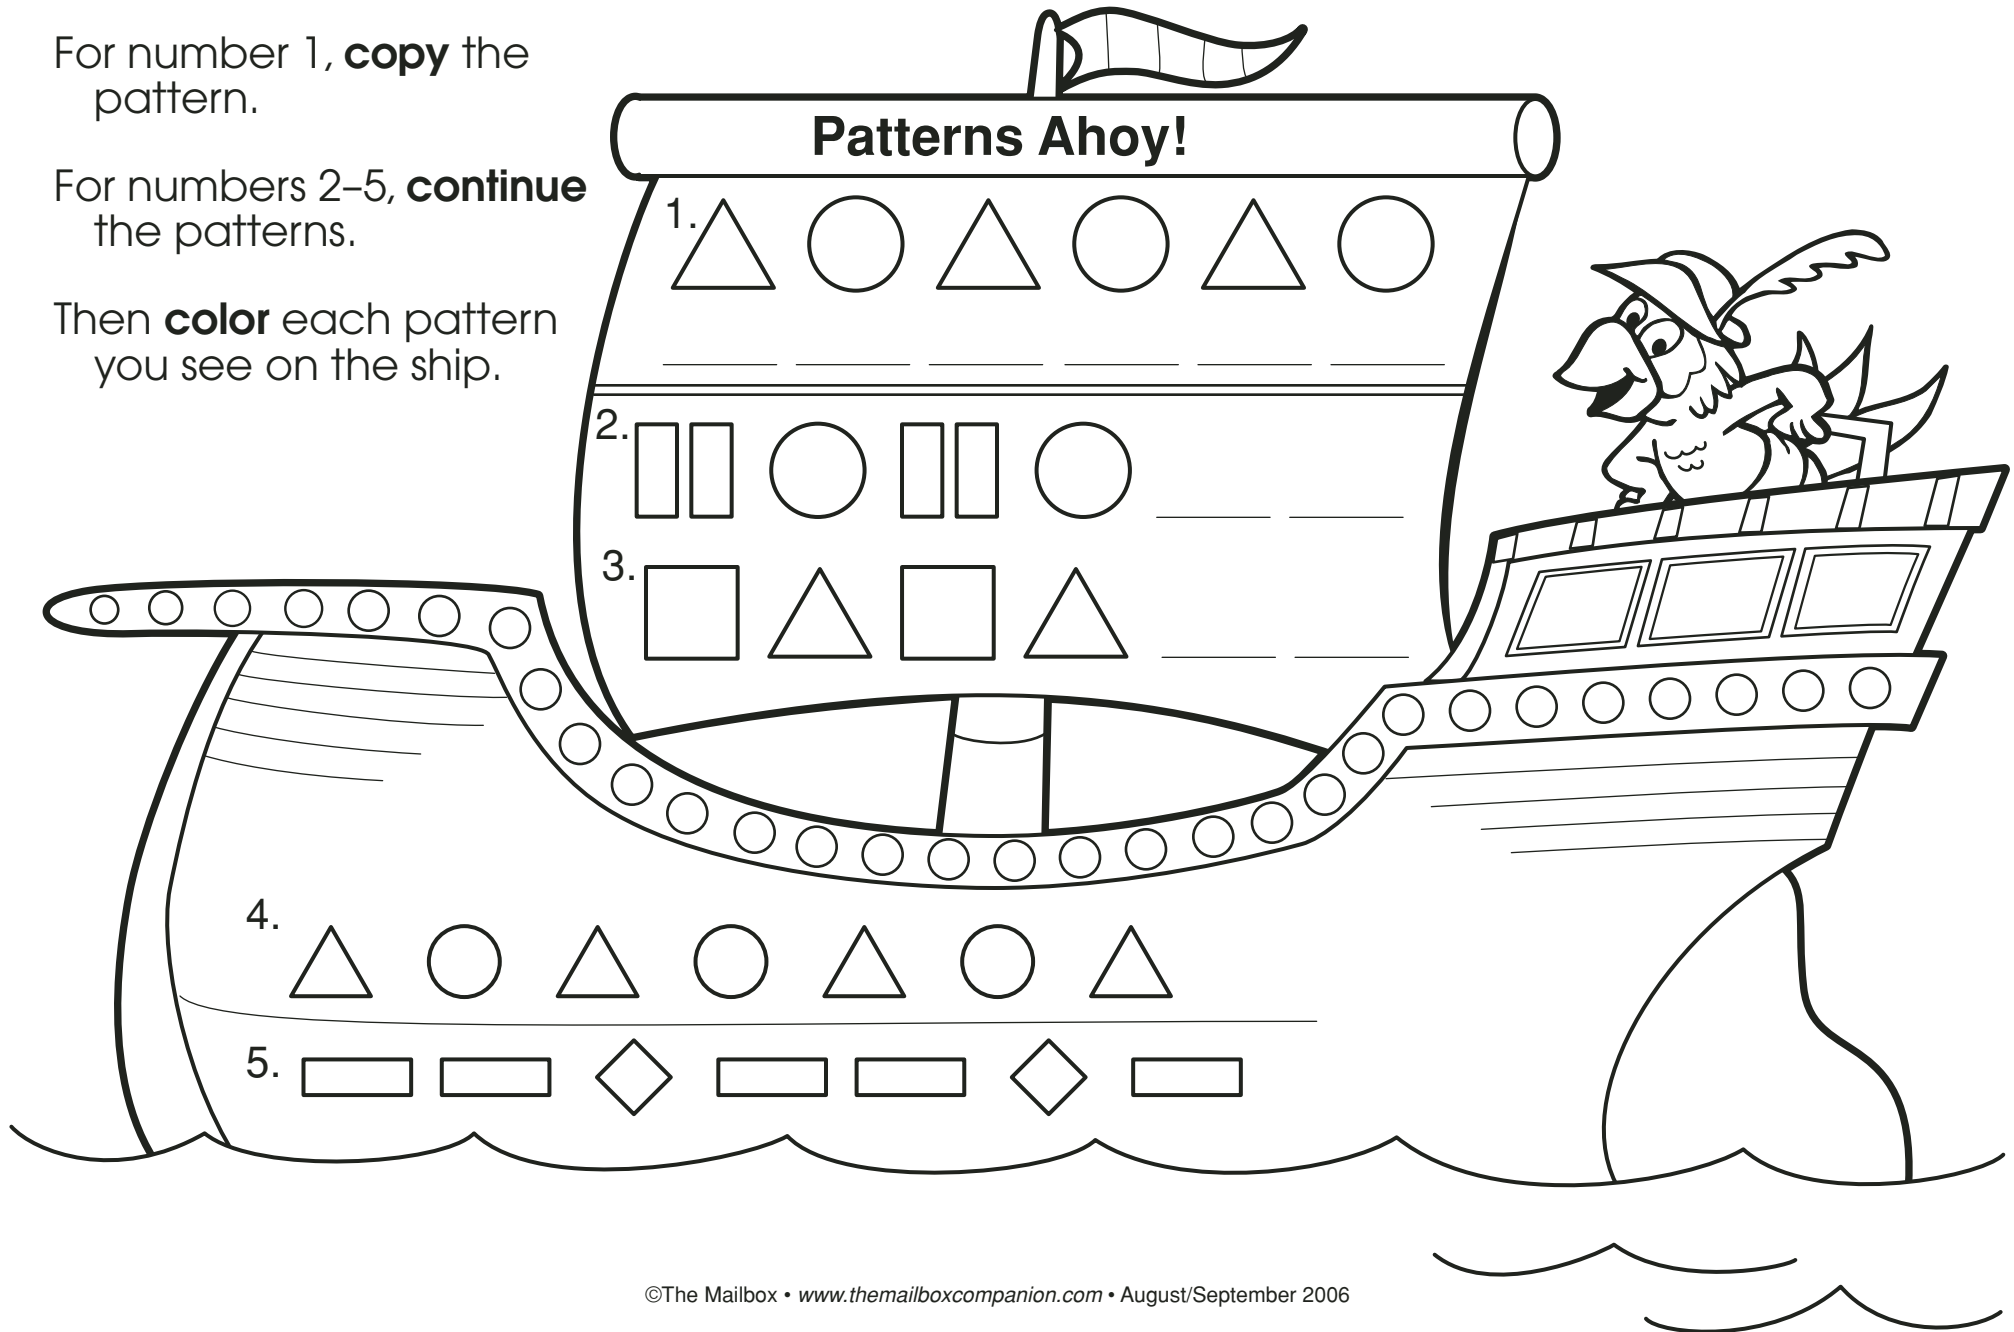 For number 1, copy the
pattern.
For numbers 2–5, continue
the patterns.
Then color each pattern
you see on the ship.
Patterns Ahoy!
1.
2.
3.
4.
5.
©The Mailbox • www.themailboxcompanion.com • August/September 2006